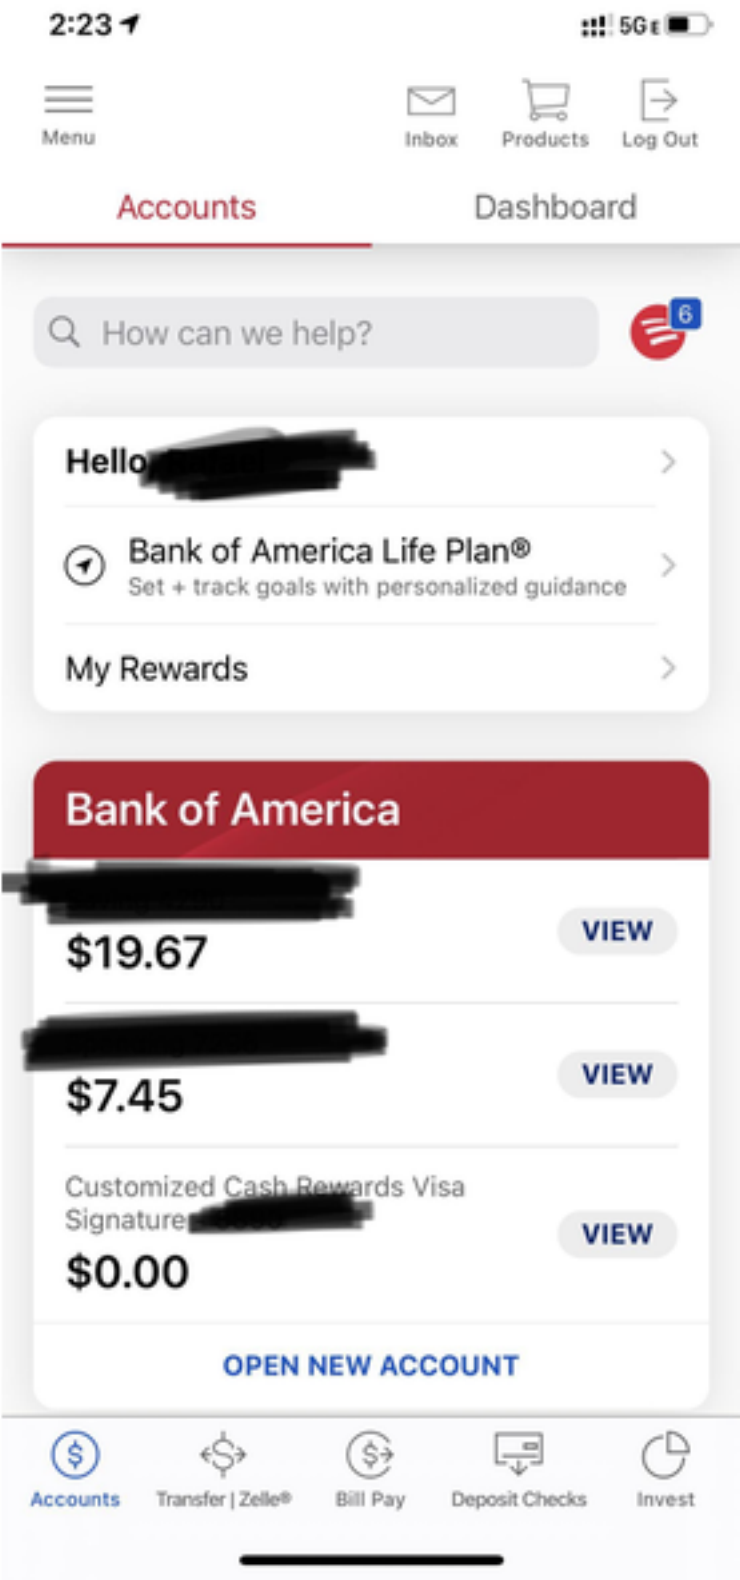 2:23
5GE
Menu
Inbox
Products
Log Out
Accounts
Dashboard
How can we help?
6
Hello,
Bank of America Life Plan®
Set + track goals with personalized guidance
My Rewards
Bank of America
$19.67
VIEW
$7.45
VIEW
Customized Cash Rewards Visa
Signature
$0.00
VIEW
OPEN NEW ACCOUNT
Accounts
Transfer | Zelle®
Bill Pay
Deposit Checks
Invest